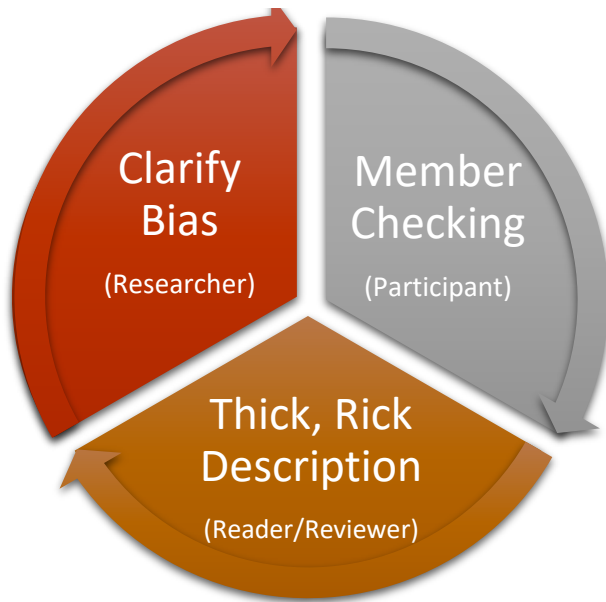 Clarify
Bias
(Researcher)
Member
Checking
(Participant)
Thick, Rick
Description
(Reader/Reviewer)